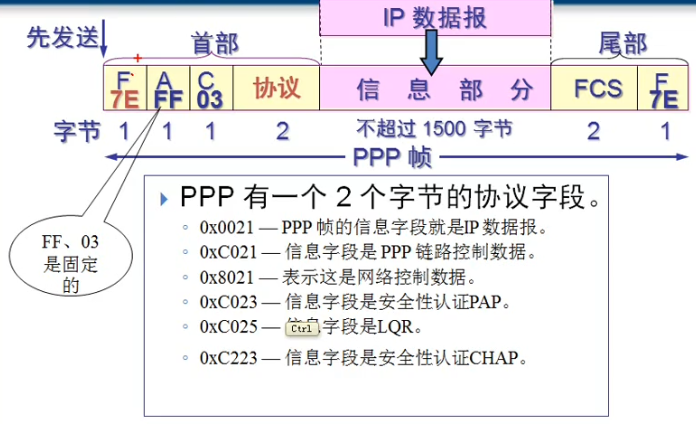 IP 数据报
先发送
首部
尾部
F A C 协议 信息部分 FCS F
7E FF 03 7E
字节 1 1 1 2 不超过 1500 字节 2 1
PPP 帧
FF、03
是固定
的
PPP 有一个 2 个字节的协议字段。
0x0021 — PPP 帧的信息字段就是IP 数据报。
0xC021 — 信息字段是 PPP 链路控制数据。
0x8021 — 表示这是网络控制数据。
0xC023 — 信息字段是安全性认证PAP。
0xC025 — 息字段是LQR。
Ctrl
0xC223 — 信息字段是安全性认证CHAP。